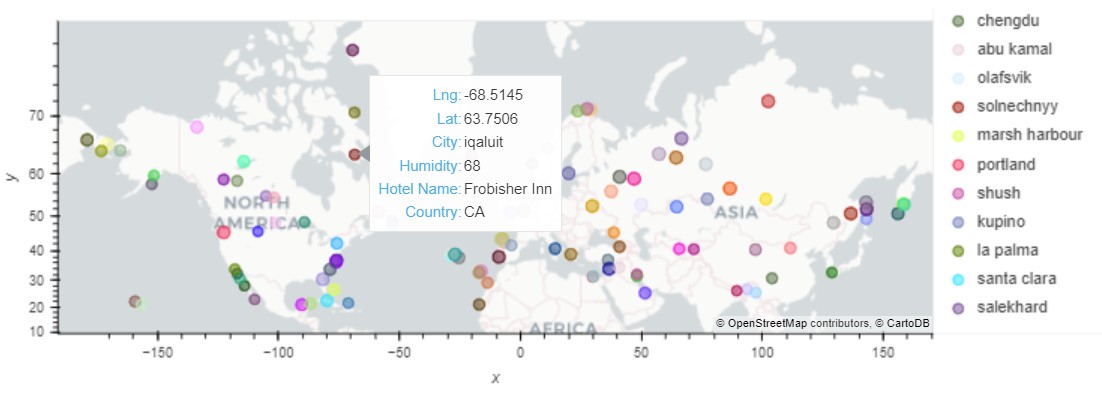 chengdu
abu kamal
olafsvik
solnechnyy
marsh harbour
portland
shush
kupino
la palma
santa clara
salekhard
Lng: -68.5145
Lat: 63.7506
City: iqaluit
Humidity: 68
Hotel Name: Frobisher Inn
Country: CA
NORTH
AMERICA
ASIA
AFRICA
© OpenStreetMap contributors, © CartoDB
y
70
60
50
40
30
20
10
−150
−100
−50
0
50
100
150
x